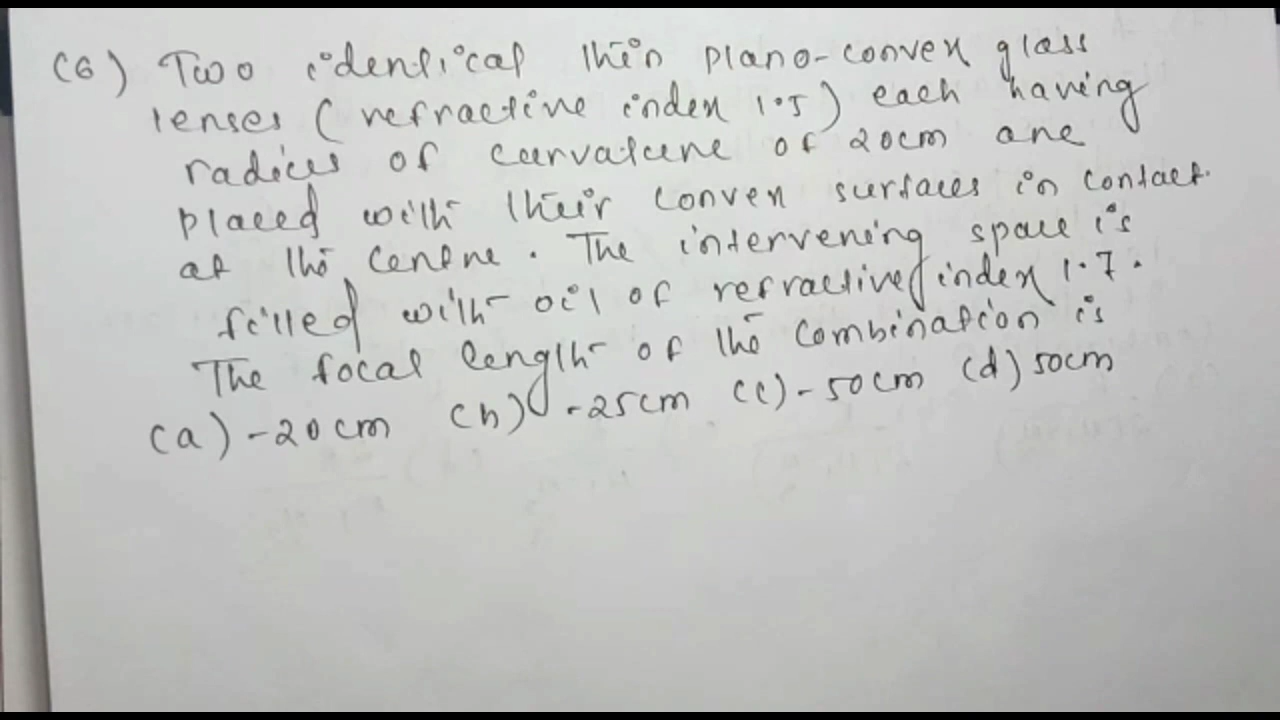 (6) Two identical thin plano-convex glass
lenses (refractive index 1.5) each having
radius of curvature of 20cm are
placed with their convex surfaces in contact
at the centre. The intervening space is
filled with oil of refractive index 1.7.
The focal length of the combination is
(a) -20cm (b) -25cm (c) -50cm (d) 50cm